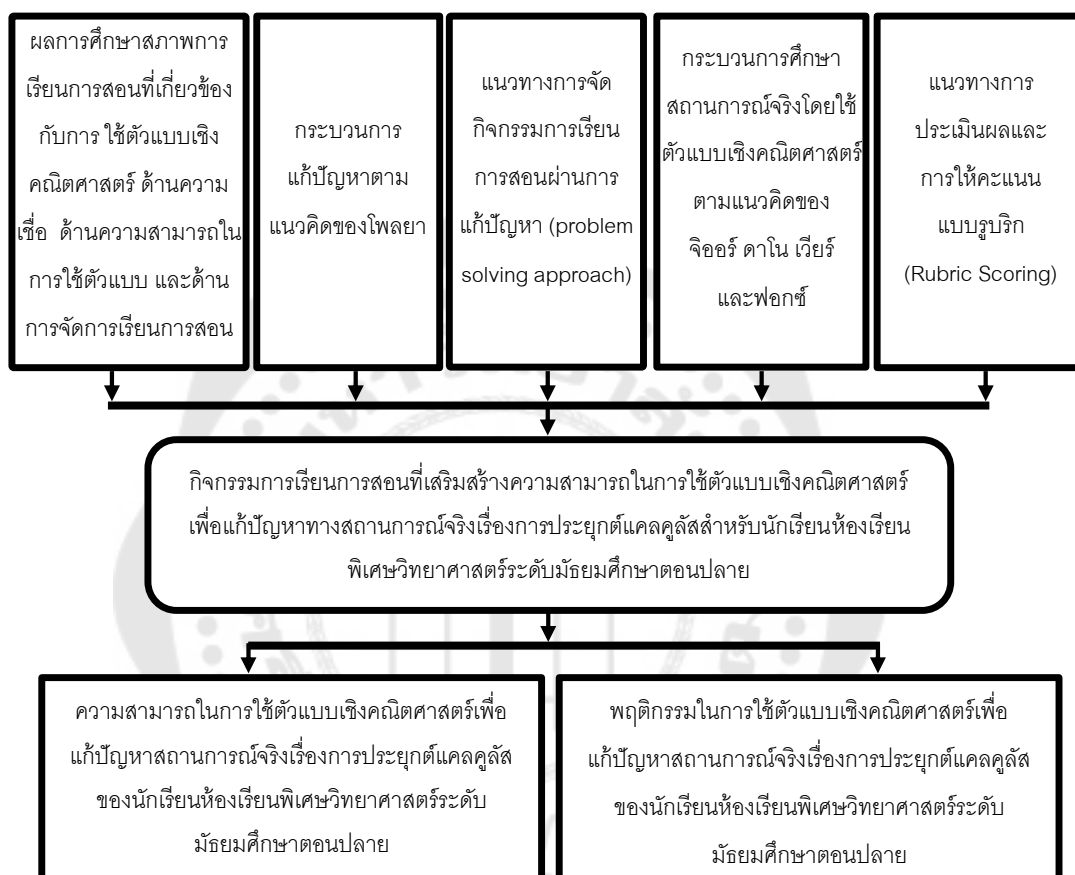 ผลการศึกษาสภาพการ
เรียนการสอนที่เกี่ยวข้อง
กับการ ใช้ตัวแบบเชิง
คณิตศาสตร์ ด้านความ
เชื่อ ด้านความสามารถใน
การใช้ตัวแบบ และด้าน
การจัดการเรียนการสอน
กระบวนการ
แก้ปัญหาตาม
แนวคิดของโพลยา
แนวทางการจัด
กิจกรรมการเรียน
การสอนผ่านการ
แก้ปัญหา (problem
solving approach)
กระบวนการศึกษา
สถานการณ์จริงโดยใช้
ตัวแบบเชิงคณิตศาสตร์
ตามแนวคิดของ
จิออร์ ดาโน เวียร์
และฟอกซ์
แนวทางการ
ประเมินผลและ
การให้คะแนน
แบบรูบริก
(Rubric Scoring)
กิจกรรมการเรียนการสอนที่เสริมสร้างความสามารถในการใช้ตัวแบบเชิงคณิตศาสตร์
เพื่อแก้ปัญหาทางสถานการณ์จริงเรื่องการประยุกต์แคลคูลัสสำหรับนักเรียนห้องเรียน
พิเศษวิทยาศาสตร์ระดับมัธยมศึกษาตอนปลาย
ความสามารถในการใช้ตัวแบบเชิงคณิตศาสตร์เพื่อ
แก้ปัญหาสถานการณ์จริงเรื่องการประยุกต์แคลคูลัส
ของนักเรียนห้องเรียนพิเศษวิทยาศาสตร์ระดับ
มัธยมศึกษาตอนปลาย
พฤติกรรมในการใช้ตัวแบบเชิงคณิตศาสตร์เพื่อ
แก้ปัญหาสถานการณ์จริงเรื่องการประยุกต์แคลคูลัส
ของนักเรียนห้องเรียนพิเศษวิทยาศาสตร์ระดับ
มัธยมศึกษาตอนปลาย